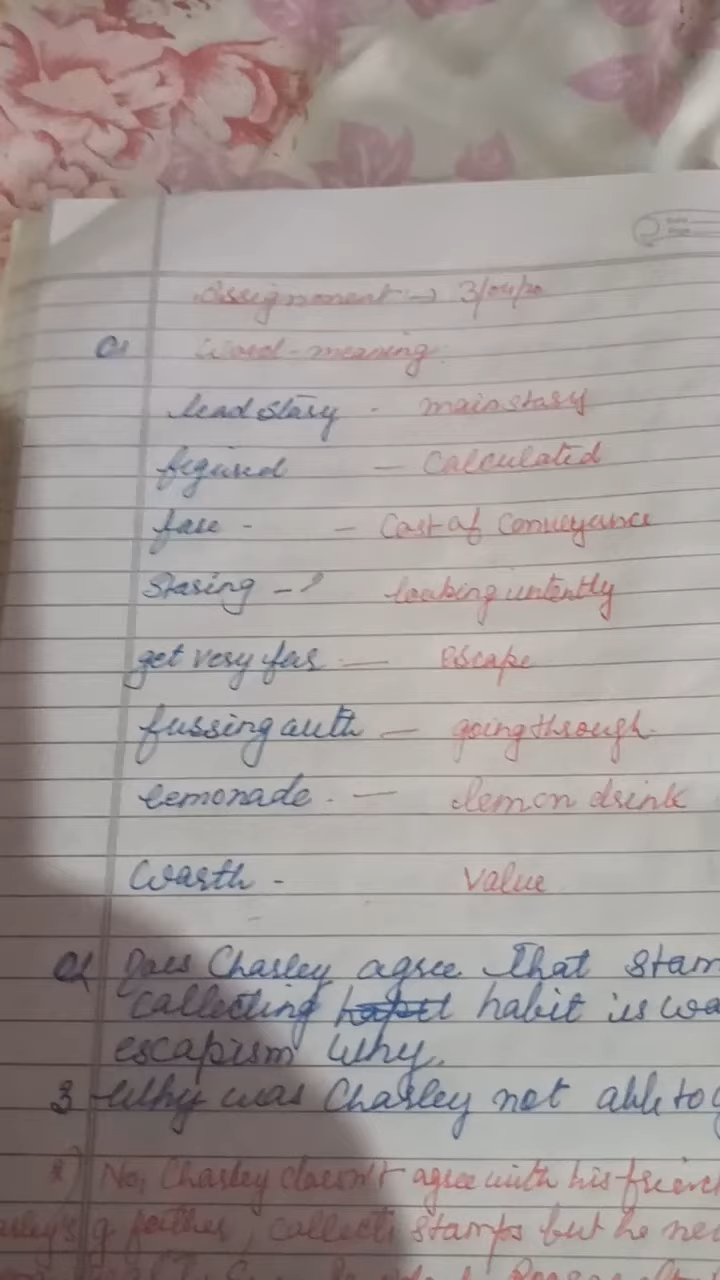 Assignment → 3/04/20
Q1 Word-meaning
lead story - main story
figured - Calculated
fare - - Cost of Conveyance
Staring - looking intently
get very far - escape
fussing with - going through
Lemonade. - lemon drink
Worth - value
Q2 Does Charley agree that stam
collecting habit is wa
escapism Why.
3 Why was Charley not able to
*) No, Charley doesn't agree with his friend
g father, collects stamps but he ne